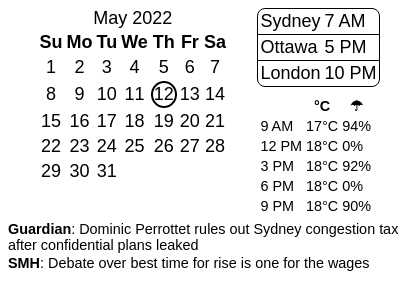 May 2022
Su Mo Tu We Th Fr Sa
1 2 3 4 5 6 7
8 9 10 11 12 13 14
15 16 17 18 19 20 21
22 23 24 25 26 27 28
29 30 31
Sydney 7 AM
Ottawa 5 PM
London 10 PM
°C ☂
9 AM 17°C 94%
12 PM 18°C 0%
3 PM 18°C 92%
6 PM 18°C 0%
9 PM 18°C 90%
Guardian: Dominic Perrottet rules out Sydney congestion tax
after confidential plans leaked
SMH: Debate over best time for rise is one for the wages